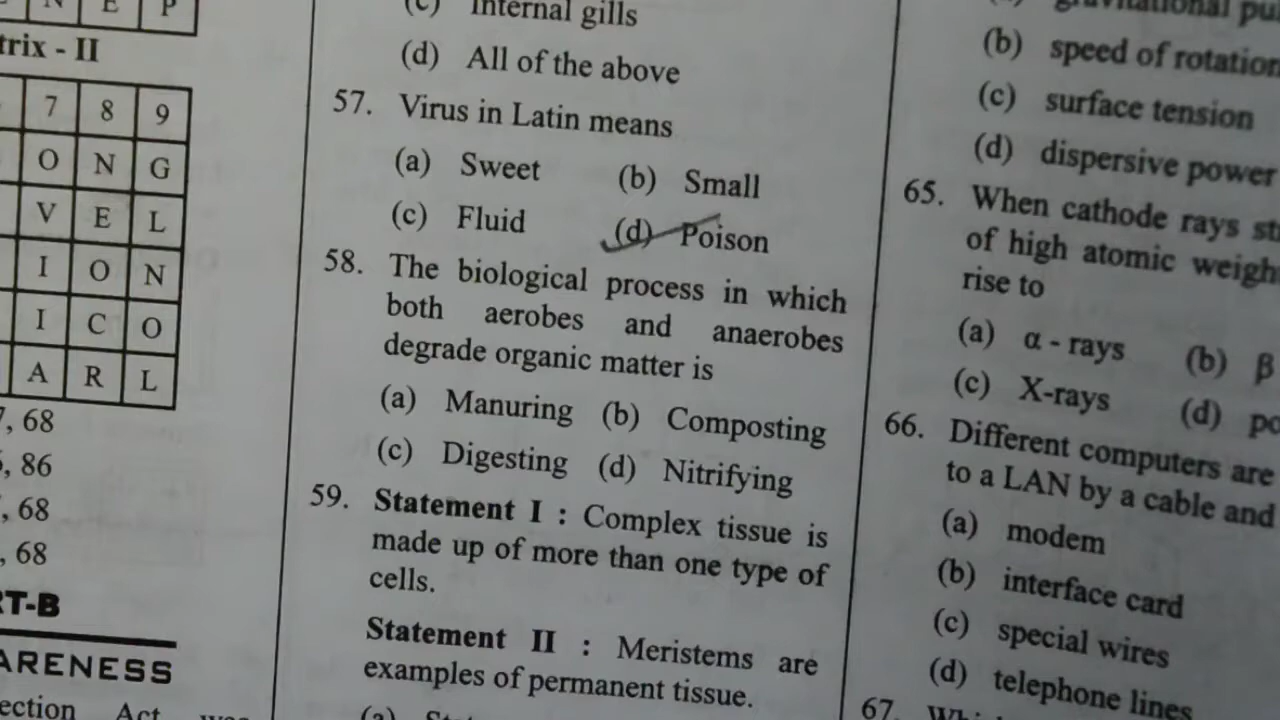 N E P
trix - II
7 8 9
O N G
V E L
I O N
I C O
A R L
, 68
, 86
, 68
, 68
T-B
ARENESS
ection Act was
(c) Internal gills
(d) All of the above
57. Virus in Latin means
(a) Sweet (b) Small
(c) Fluid (d) Poison
58. The biological process in which
both aerobes and anaerobes
degrade organic matter is
(a) Manuring (b) Composting
(c) Digesting (d) Nitrifying
59. Statement I : Complex tissue is
made up of more than one type of
cells.
Statement II : Meristems are
examples of permanent tissue.
(a)
gravitational pu
(b) speed of rotation
(c) surface tension
(d) dispersive power
65. When cathode rays st
of high atomic weigh
rise to
(a) α - rays (b) β
(c) X-rays (d) po
66. Different computers are
to a LAN by a cable and
(a) modem
(b) interface card
(c) special wires
(d) telephone lines
67.